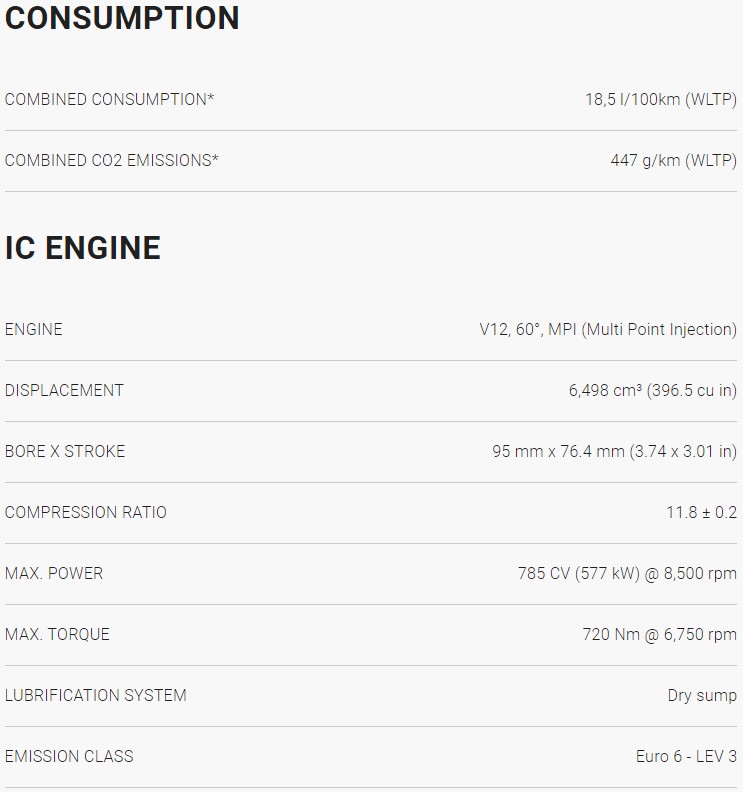 CONSUMPTION
COMBINED CONSUMPTION* 18,5 l/100km (WLTP)
COMBINED CO2 EMISSIONS* 447 g/km (WLTP)
IC ENGINE
ENGINE V12, 60°, MPI (Multi Point Injection)
DISPLACEMENT 6,498 cm³ (396.5 cu in)
BORE X STROKE 95 mm x 76.4 mm (3.74 x 3.01 in)
COMPRESSION RATIO 11.8 ± 0.2
MAX. POWER 785 CV (577 kW) @ 8,500 rpm
MAX. TORQUE 720 Nm @ 6,750 rpm
LUBRIFICATION SYSTEM Dry sump
EMISSION CLASS Euro 6 - LEV 3